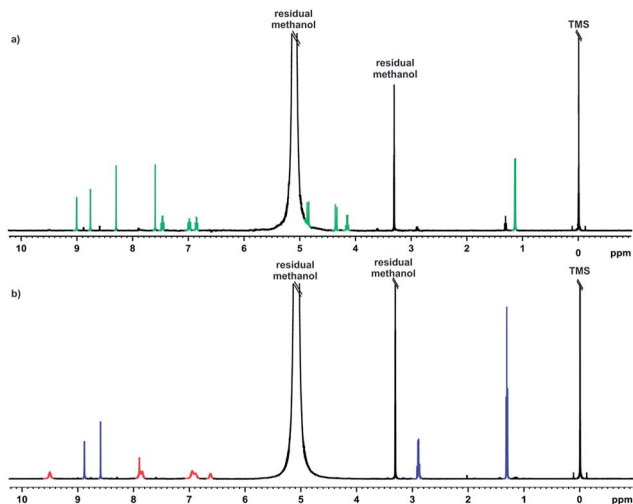 residual
methanol
TMS
a)
residual
methanol
10 9 8 7 6 5 4 3 2 1 0
ppm
residual
methanol
residual
methanol
TMS
b)
10 9 8 7 6 5 4 3 2 1 0
ppm